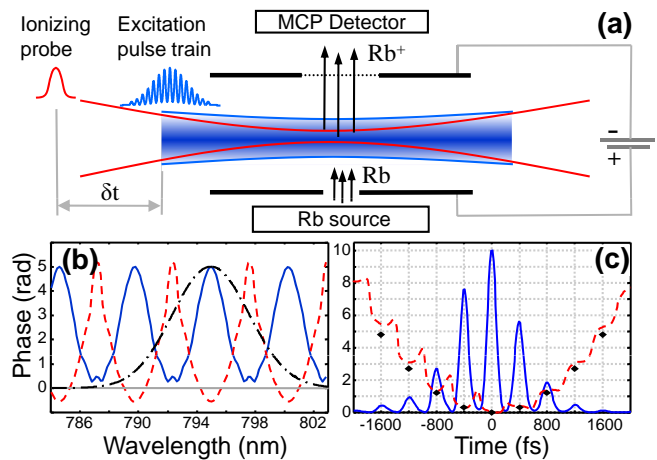 Ionizing
probe
Excitation
pulse train
MCP Detector
(a)
Rb⁺
-
+
δt
Rb
Rb source
(b)
Phase (rad)
5
4
3
2
1
0
786
790
794
798
802
Wavelength (nm)
(c)
10
8
6
4
2
0
-1600
-800
0
800
1600
Time (fs)